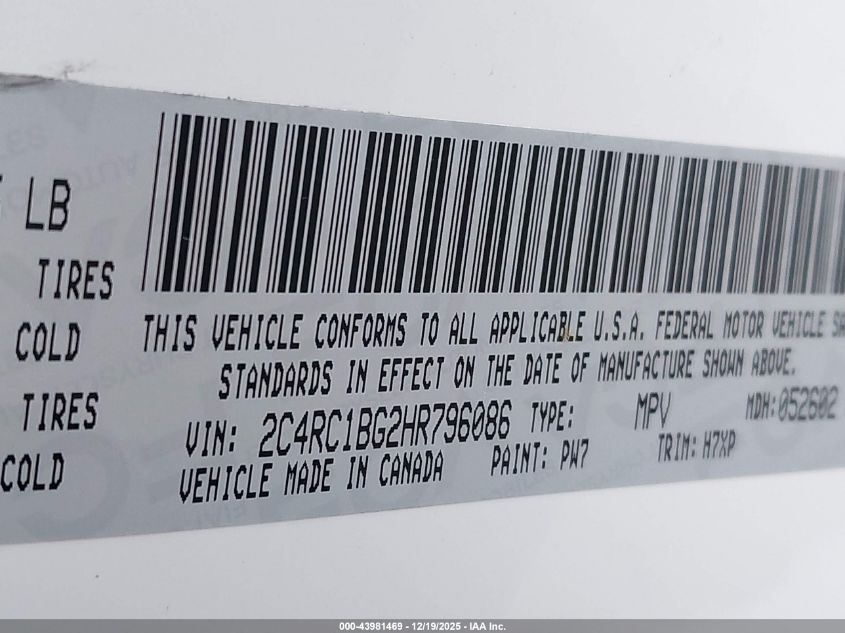 LB
TIRES
COLD
TIRES
COLD
THIS VEHICLE CONFORMS TO ALL APPLICABLE U.S.A. FEDERAL MOTOR VEHICLE
STANDARDS IN EFFECT ON THE DATE OF MANUFACTURE SHOWN ABOVE.
VIN: 2C4RC1BG2HR796086 TYPE: MPV MDH: 052602
VEHICLE MADE IN CANADA PAINT: PW7 TRIM: H7XP
000-43981469 - 12/19/2025 - IAA Inc.